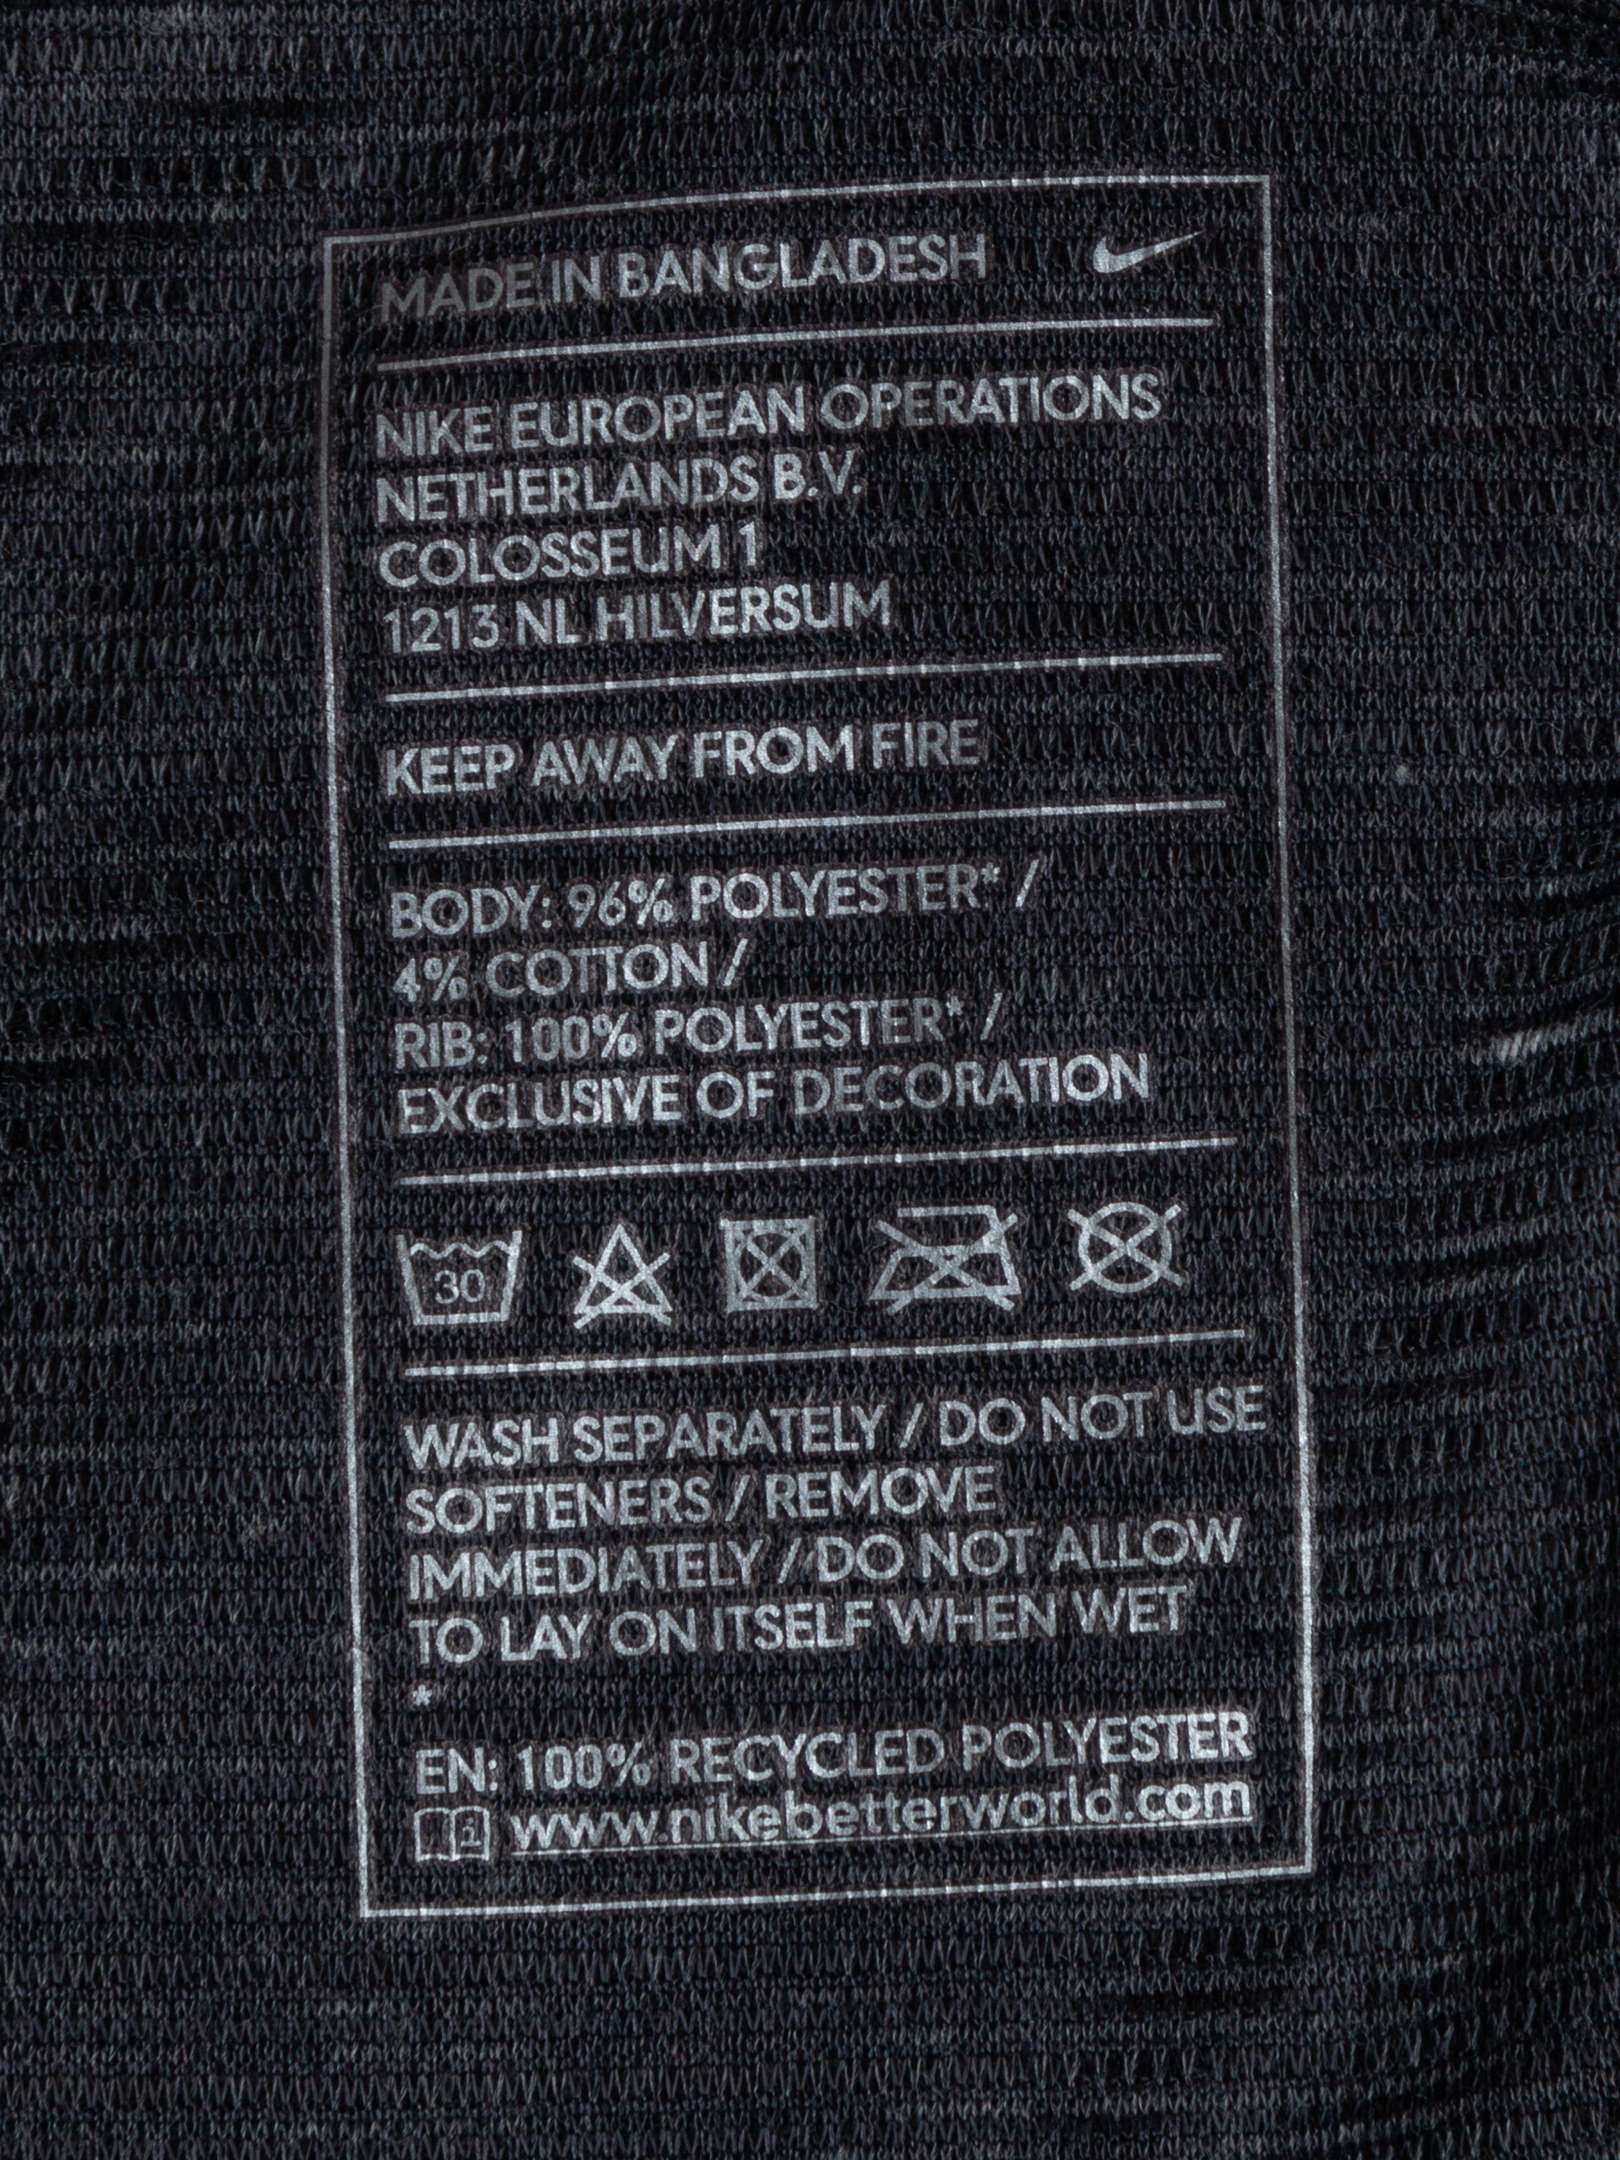 MADE IN BANGLADESH
NIKE EUROPEAN OPERATIONS
NETHERLANDS B.V.
COLOSSEUM 1
1213 NL HILVERSUM
KEEP AWAY FROM FIRE
BODY: 96% POLYESTER* /
4% COTTON /
RIB: 100% POLYESTER* /
EXCLUSIVE OF DECORATION
30
WASH SEPARATELY / DO NOT USE
SOFTENERS / REMOVE
IMMEDIATELY / DO NOT ALLOW
TO LAY ON ITSELF WHEN WET
*
EN: 100% RECYCLED POLYESTER
i www.nikebetterworld.com